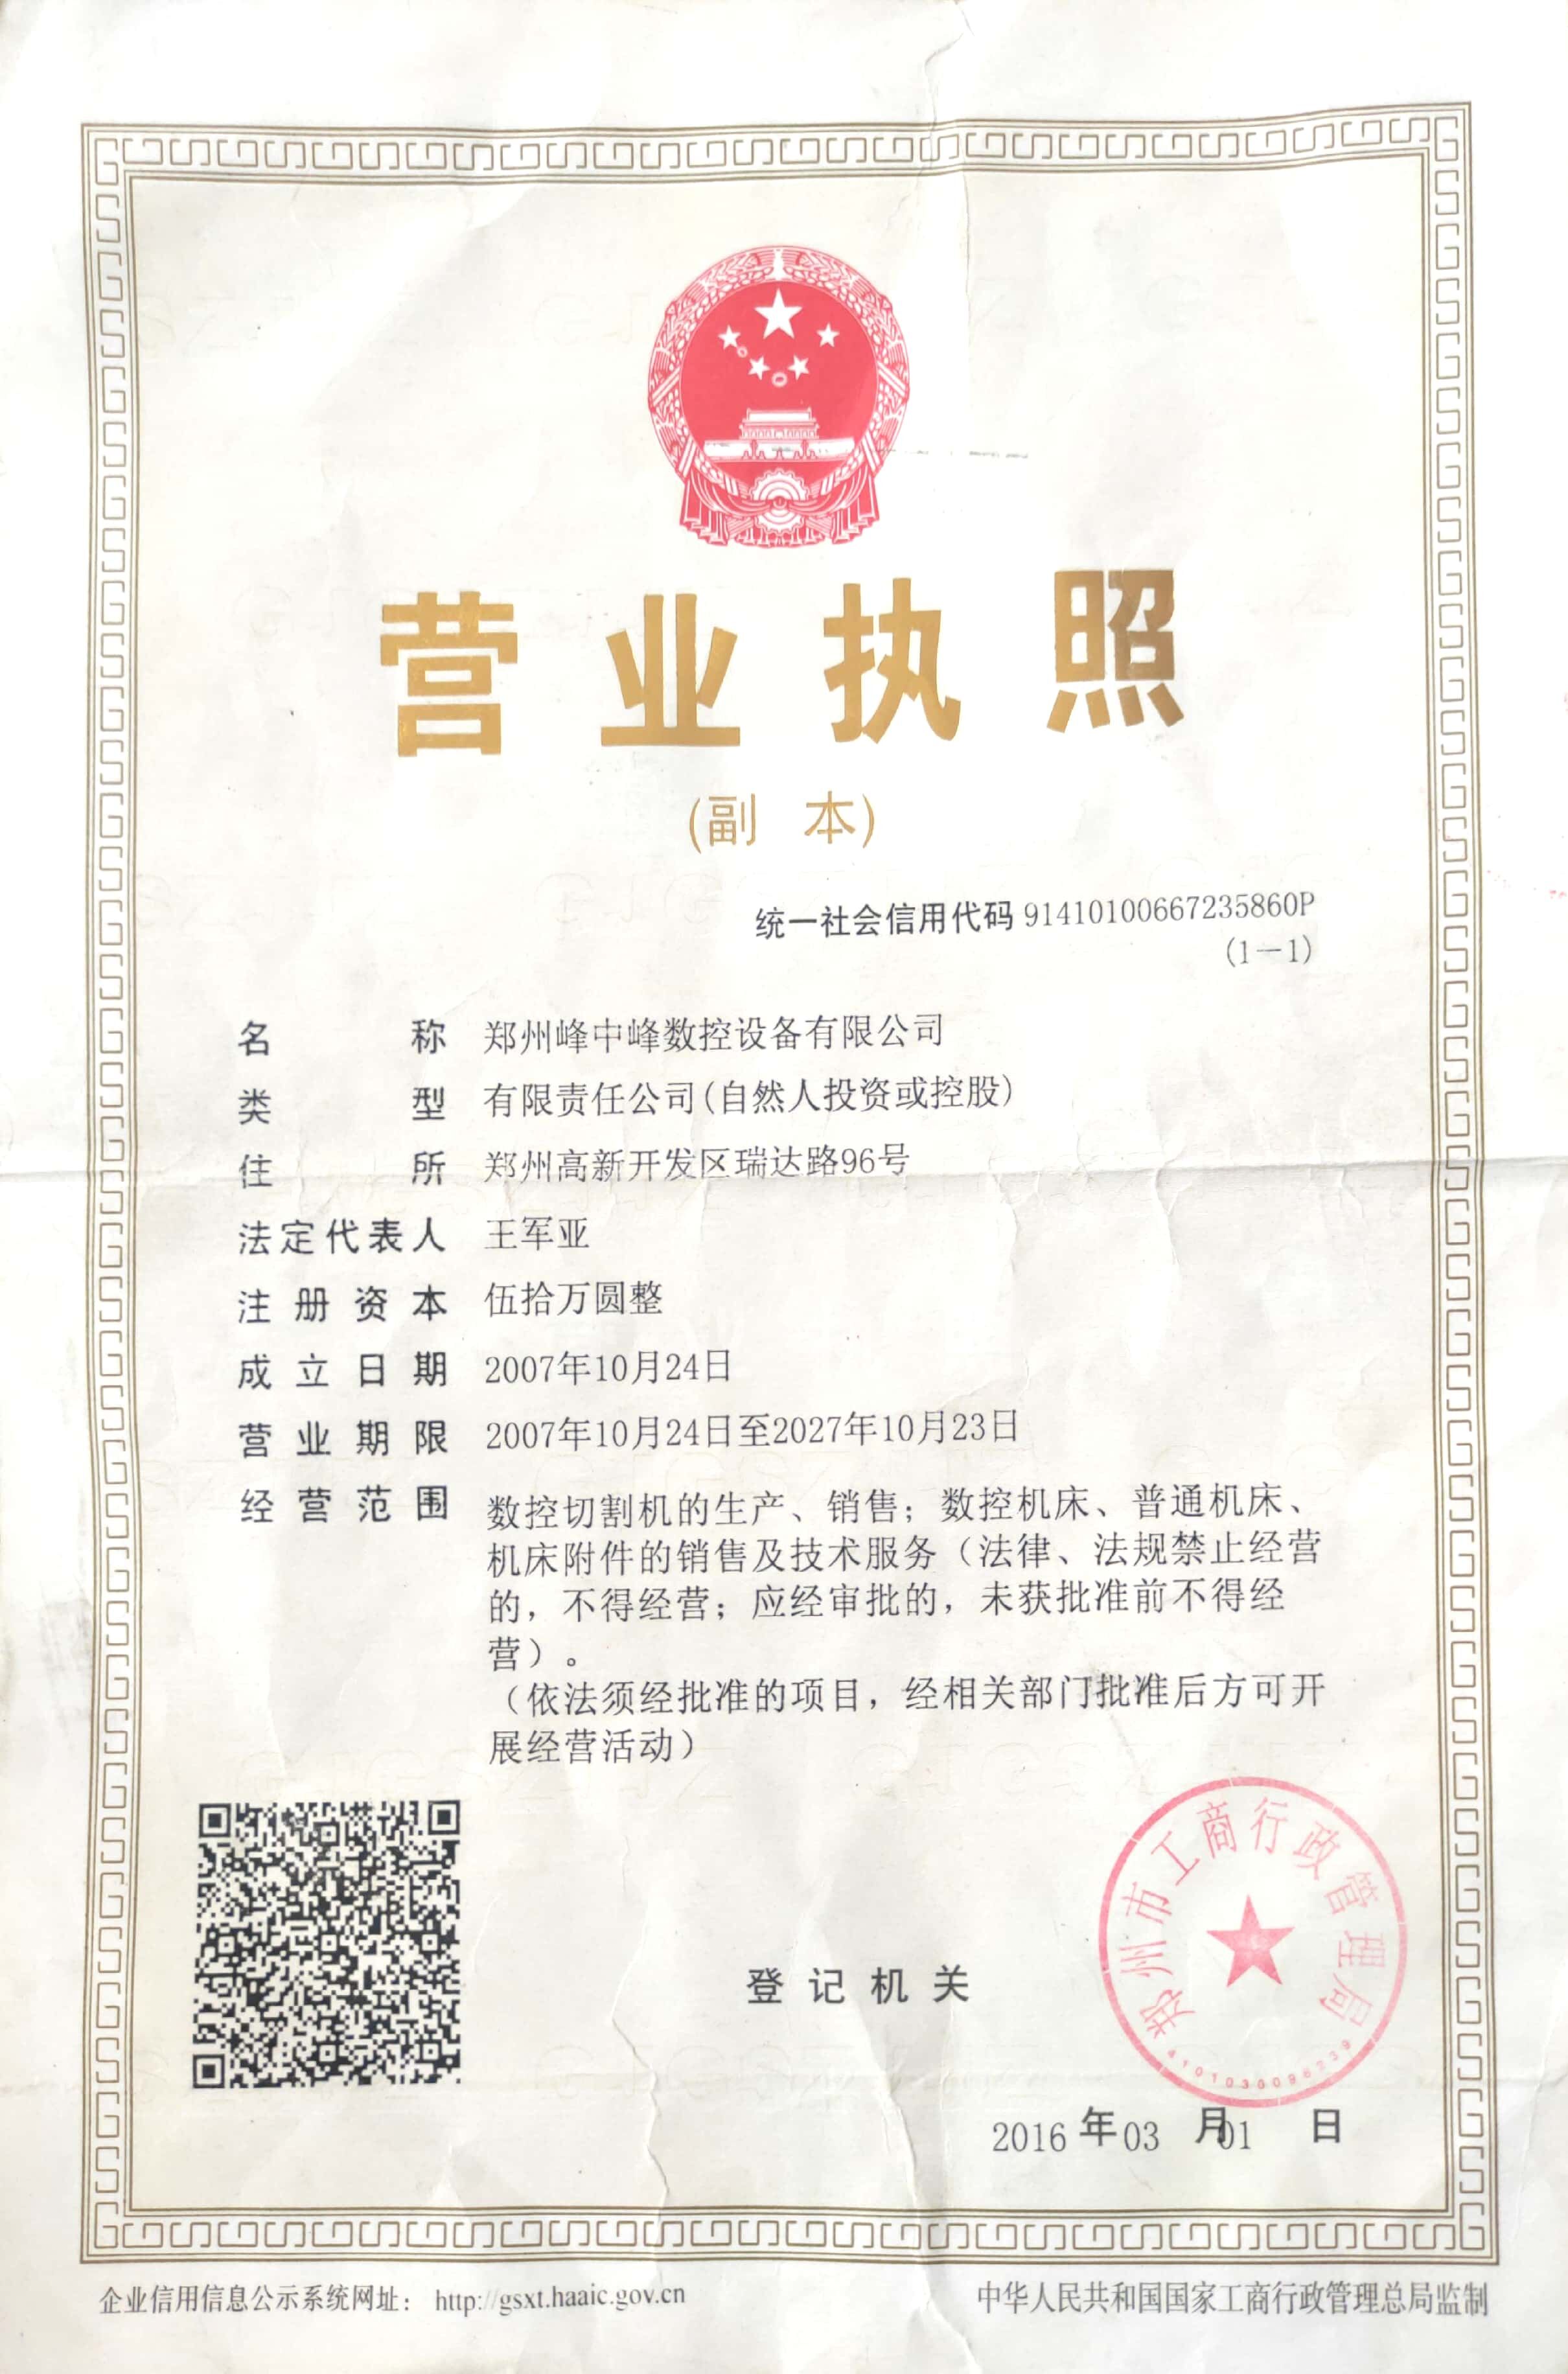 营业执照
(副 本)
统一社会信用代码 91410100667235860P
(1-1)
名 称 郑州峰中峰数控设备有限公司
类 型 有限责任公司(自然人投资或控股)
住 所 郑州高新开发区瑞达路96号
法定代表人 王军亚
注册资本 伍拾万圆整
成立日期 2007年10月24日
营业期限 2007年10月24日至2027年10月23日
经营范围 数控切割机的生产、销售；数控机床、普通机床、
机床附件的销售及技术服务（法律、法规禁止经营
的，不得经营；应经审批的，未获批准前不得经
营）。
（依法须经批准的项目，经相关部门批准后方可开
展经营活动）
郑州市工商行政管理局
登记机关
2016 年 03 月 01 日
企业信用信息公示系统网址： http://gsxt.haaic.gov.cn
中华人民共和国国家工商行政管理总局监制